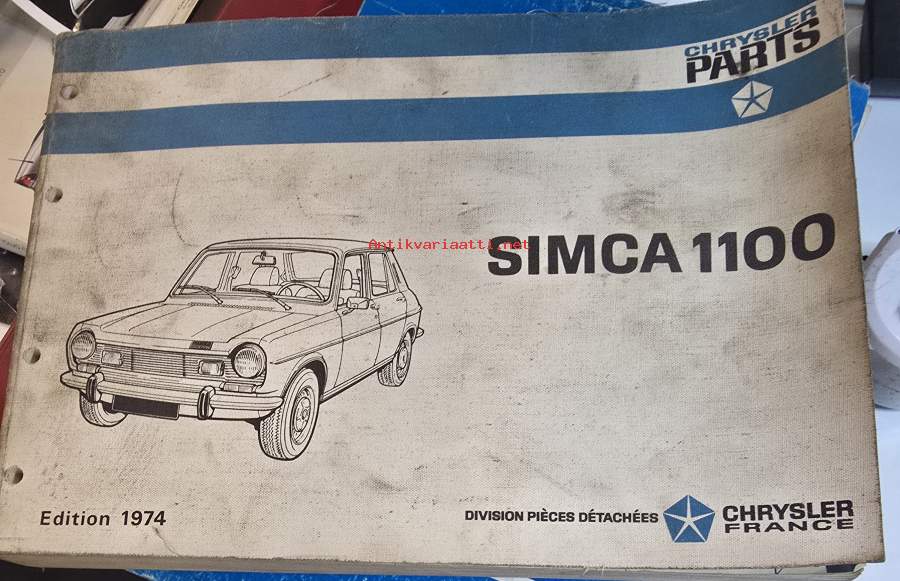 CHRYSLER
PARTS
Antikvariaatti.net
SIMCA 1100
Edition 1974
DIVISION PIÈCES DÉTACHÉES
CHRYSLER
FRANCE